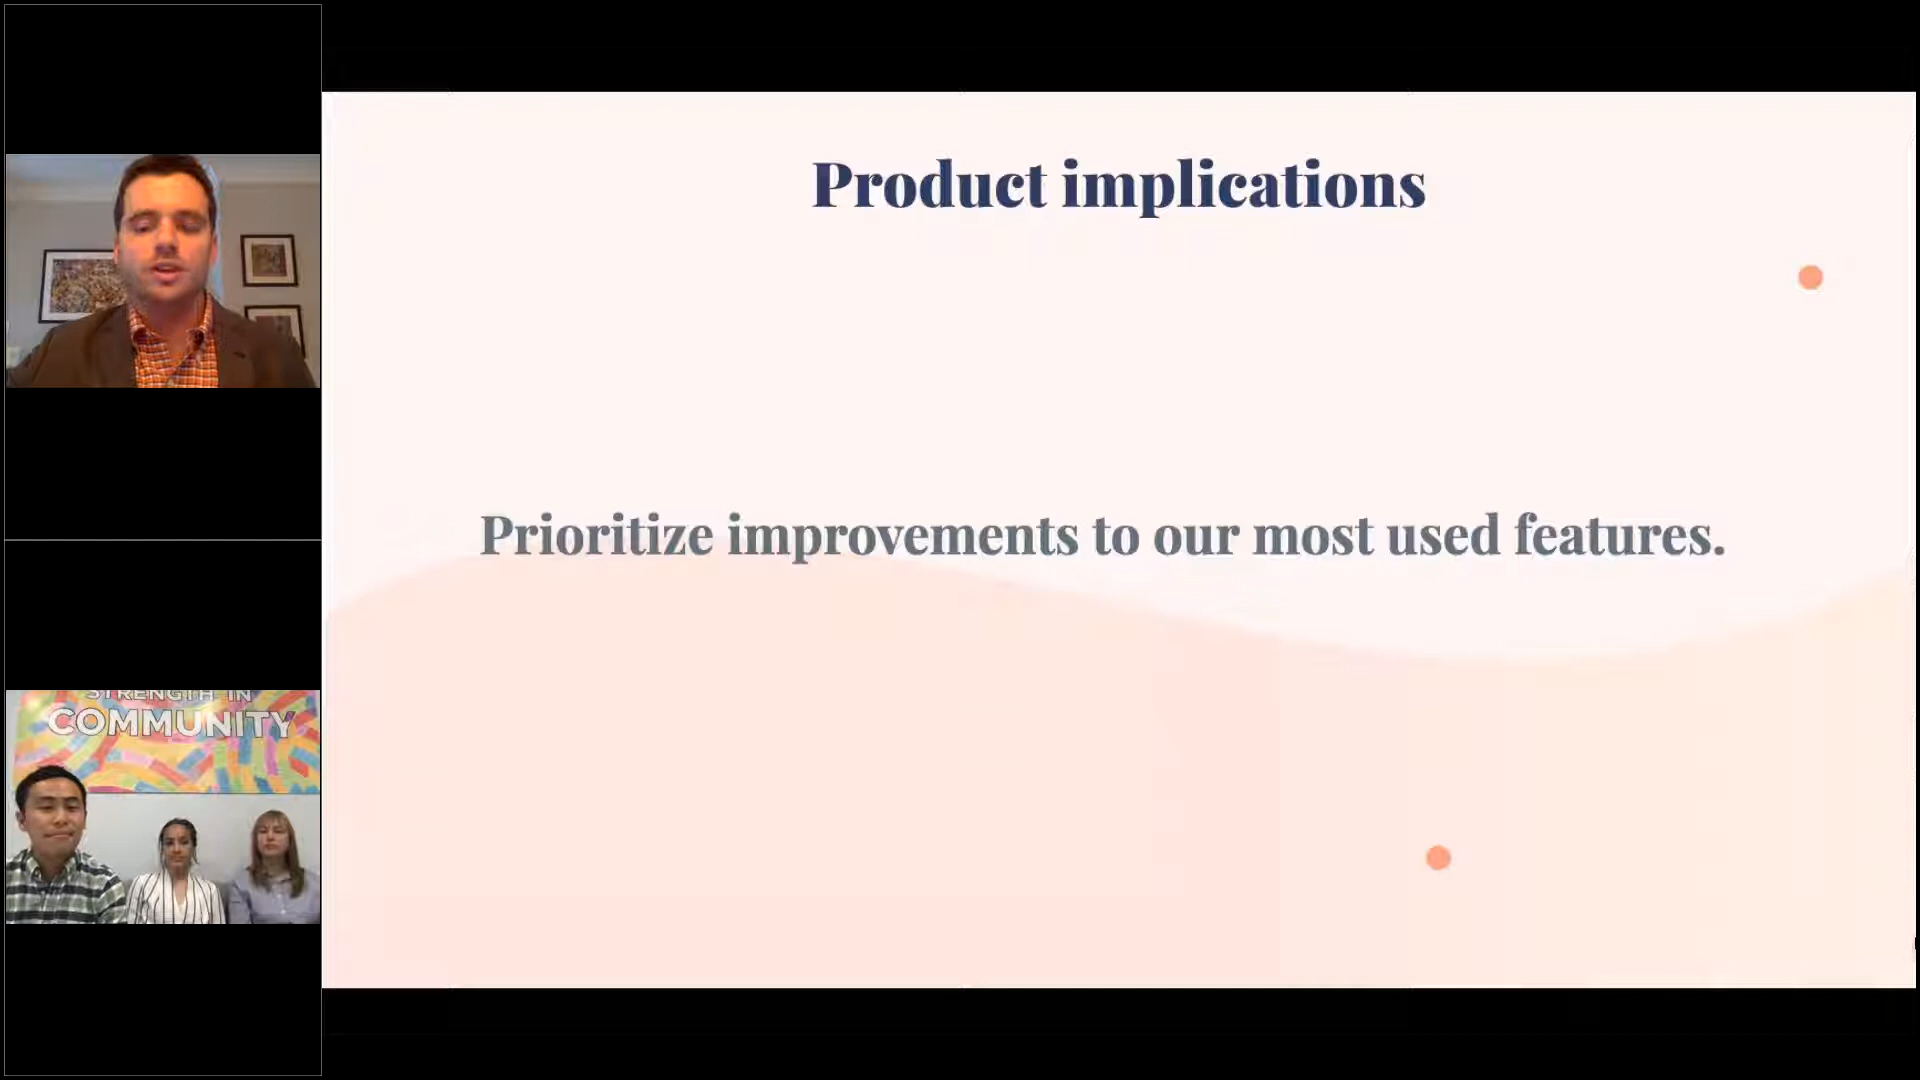 Product implications
Prioritize improvements to our most used features.
STRENGTH IN
COMMUNITY